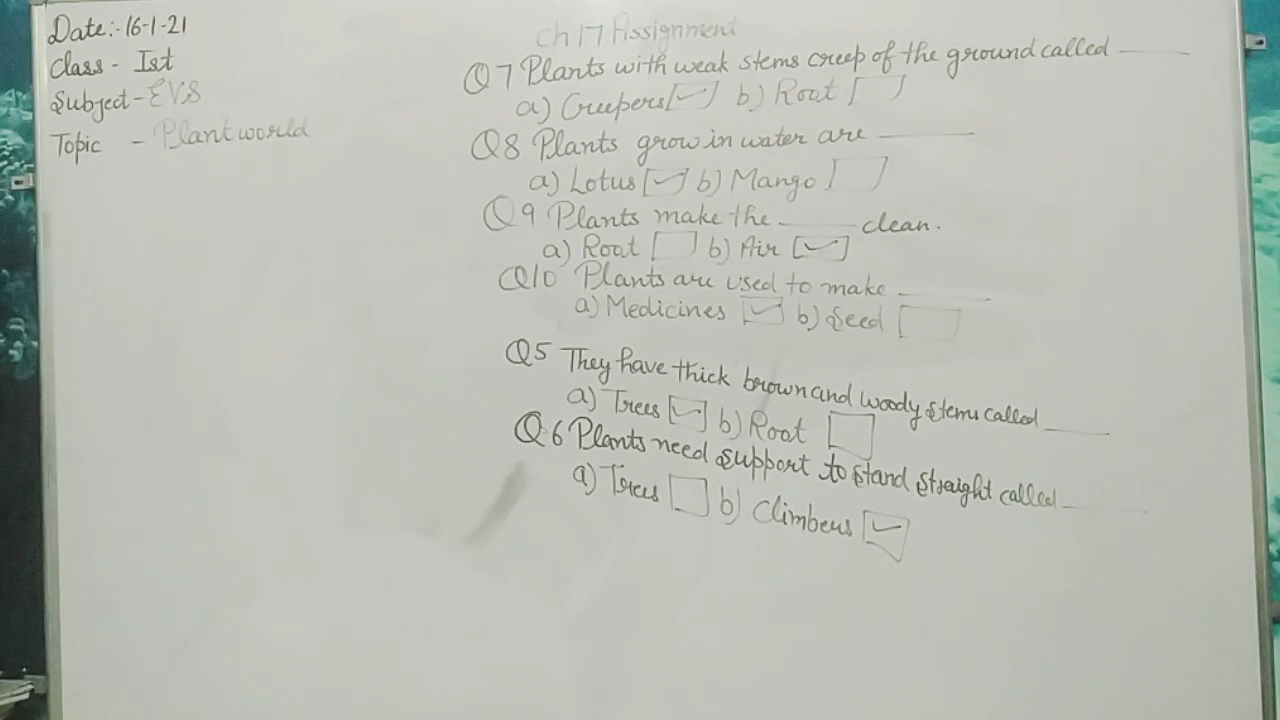 Date:- 16-1-21
Class - Ist
Subject - EVS
Topic - Plant world
Ch 17 Assignment
Q7 Plants with weak stems creep of the ground called ______
a) Creepers [✓] b) Root [ ]
Q8 Plants grow in water are ______
a) Lotus [✓] b) Mango [ ]
Q9 Plants make the ______ clean.
a) Root [ ] b) Air [✓]
Q10 Plants are used to make ______
a) Medicines [✓] b) Seed [ ]
Q5 They have thick brown and woody stems called ______
a) Trees [✓] b) Root [ ]
Q6 Plants need support to stand straight called ______
a) Trees [ ] b) Climbers [✓]